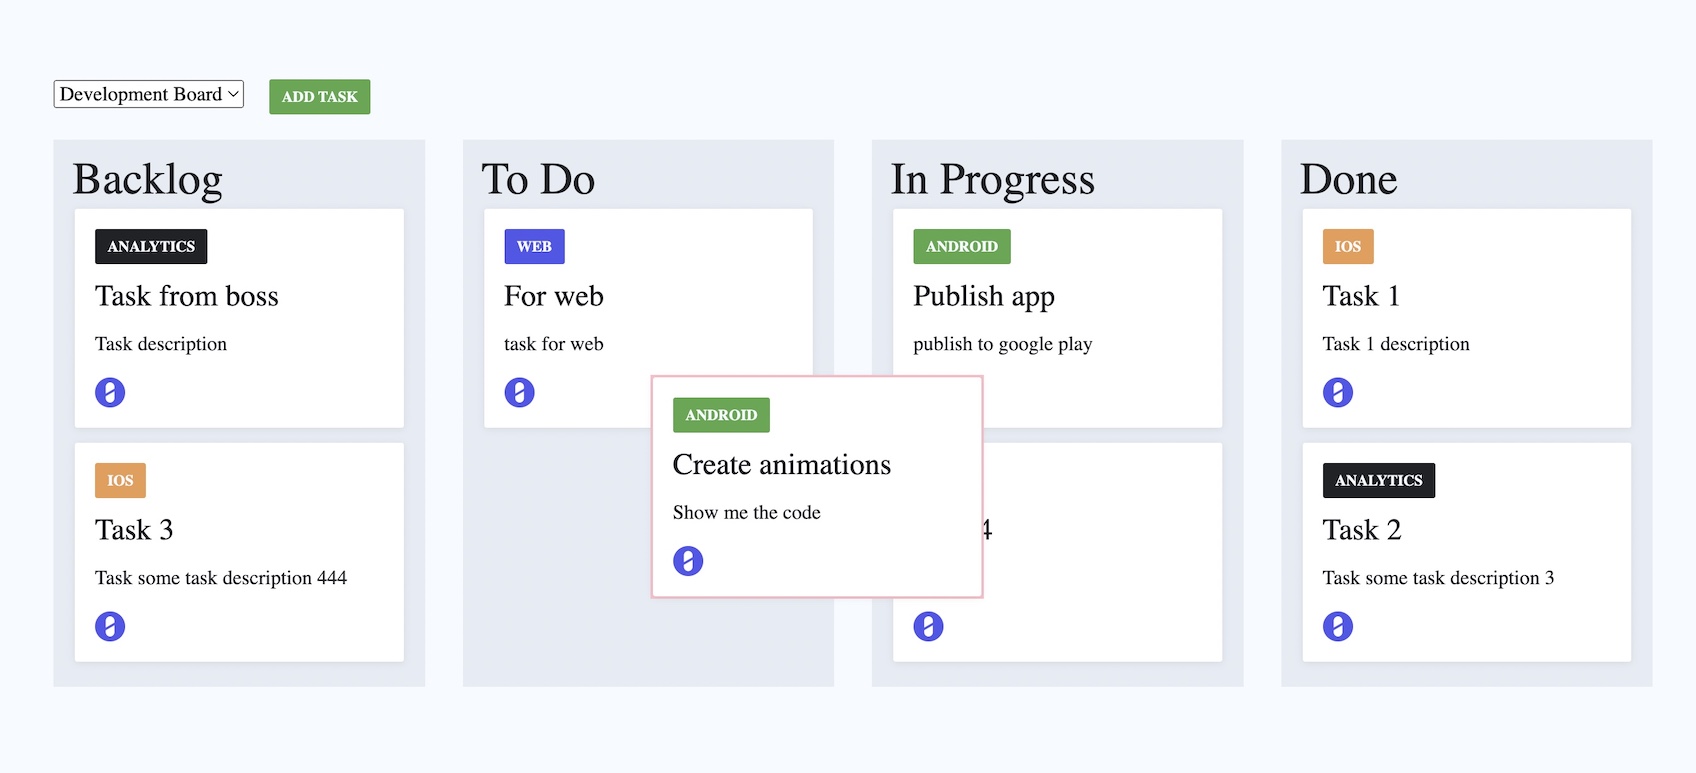 Development Board
ADD TASK
Backlog
ANALYTICS
Task from boss
Task description
IOS
Task 3
Task some task description 444
To Do
WEB
For web
task for web
ANDROID
Create animations
Show me the code
In Progress
ANDROID
Publish app
publish to google play
4
Done
IOS
Task 1
Task 1 description
ANALYTICS
Task 2
Task some task description 3